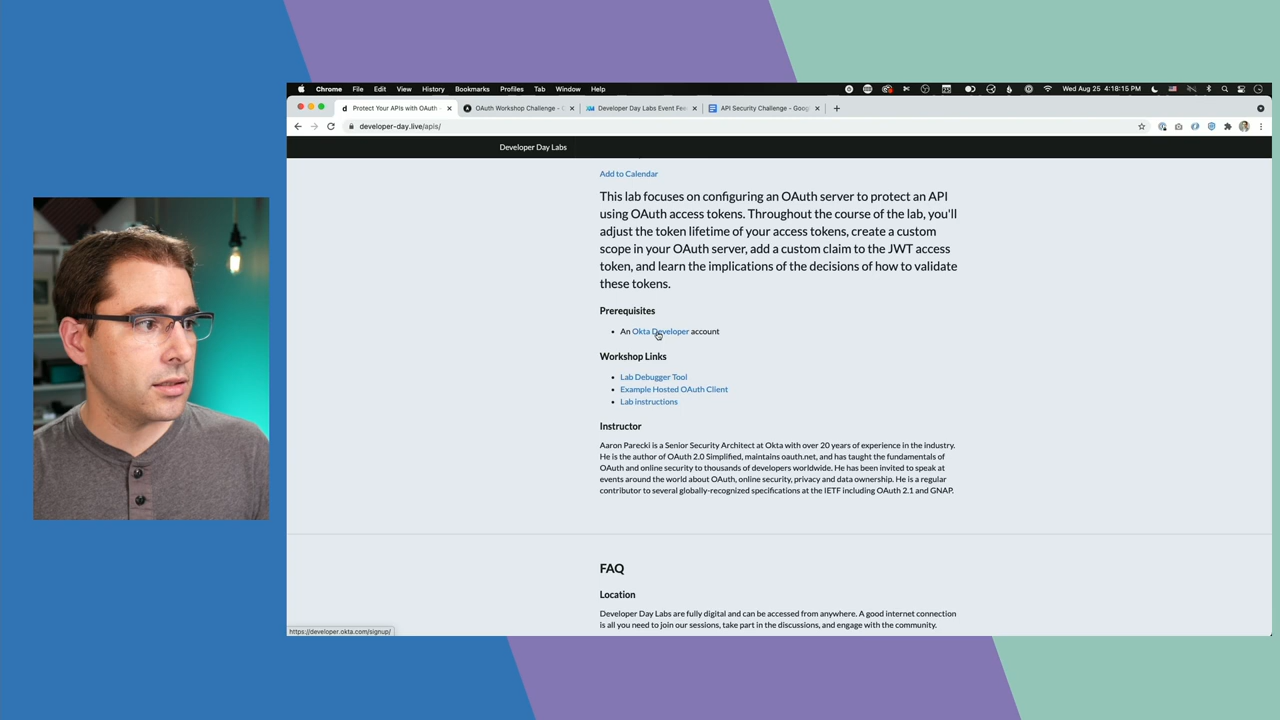 Chrome File Edit View History Bookmarks Profiles Tab Window Help Wed Aug 25 4:18:15 PM
Protect Your APIs with OAuth OAuth Workshop Challenge - Developer Day Labs Event Fee API Security Challenge - Goog
developer-day.live/apis/
Developer Day Labs
Add to Calendar
This lab focuses on configuring an OAuth server to protect an API
using OAuth access tokens. Throughout the course of the lab, you'll
adjust the token lifetime of your access tokens, create a custom
scope in your OAuth server, add a custom claim to the JWT access
token, and learn the implications of the decisions of how to validate
these tokens.
Prerequisites
• An Okta Developer account
Workshop Links
• Lab Debugger Tool
• Example Hosted OAuth Client
• Lab instructions
Instructor
Aaron Parecki is a Senior Security Architect at Okta with over 20 years of experience in the industry.
He is the author of OAuth 2.0 Simplified, maintains oauth.net, and has taught the fundamentals of
OAuth and online security to thousands of developers worldwide. He has been invited to speak at
events around the world about OAuth, online security, privacy and data ownership. He is a regular
contributor to several globally-recognized specifications at the IETF including OAuth 2.1 and GNAP.
FAQ
Location
Developer Day Labs are fully digital and can be accessed from anywhere. A good internet connection
is all you need to join our sessions, take part in the discussions, and engage with the community.
https://developer.okta.com/signup/